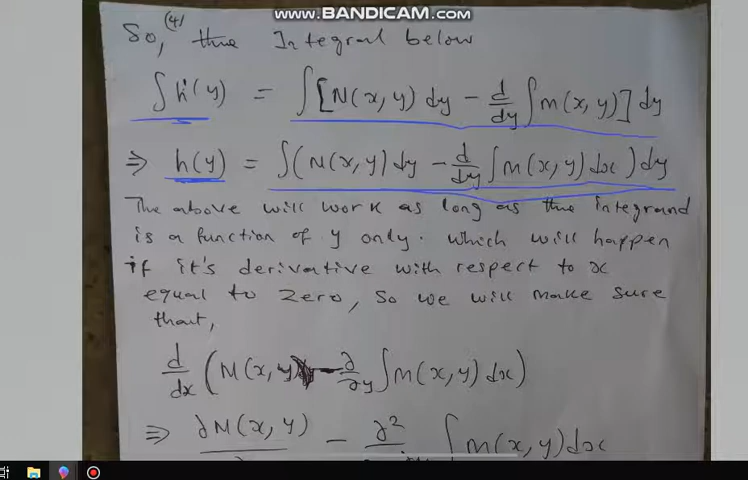 WWW.BANDICAM.COM
So, (4) the Integral below
∫ h'(y) = ∫ [N(x, y) dy − d/dy ∫ m(x, y)] dy
⇒ h(y) = ∫ (N(x, y) dy − d/dy ∫ m(x, y) dx) dy
The above will work as long as the integrand
is a function of y only. which will happen
if it's derivative with respect to x
equal to zero, so we will make sure
that,
d/dx (N(x, y) − ∂/∂y ∫ m(x, y) dx)
⇒ ∂N(x, y) − ∂² ∫ m(x, y) dx